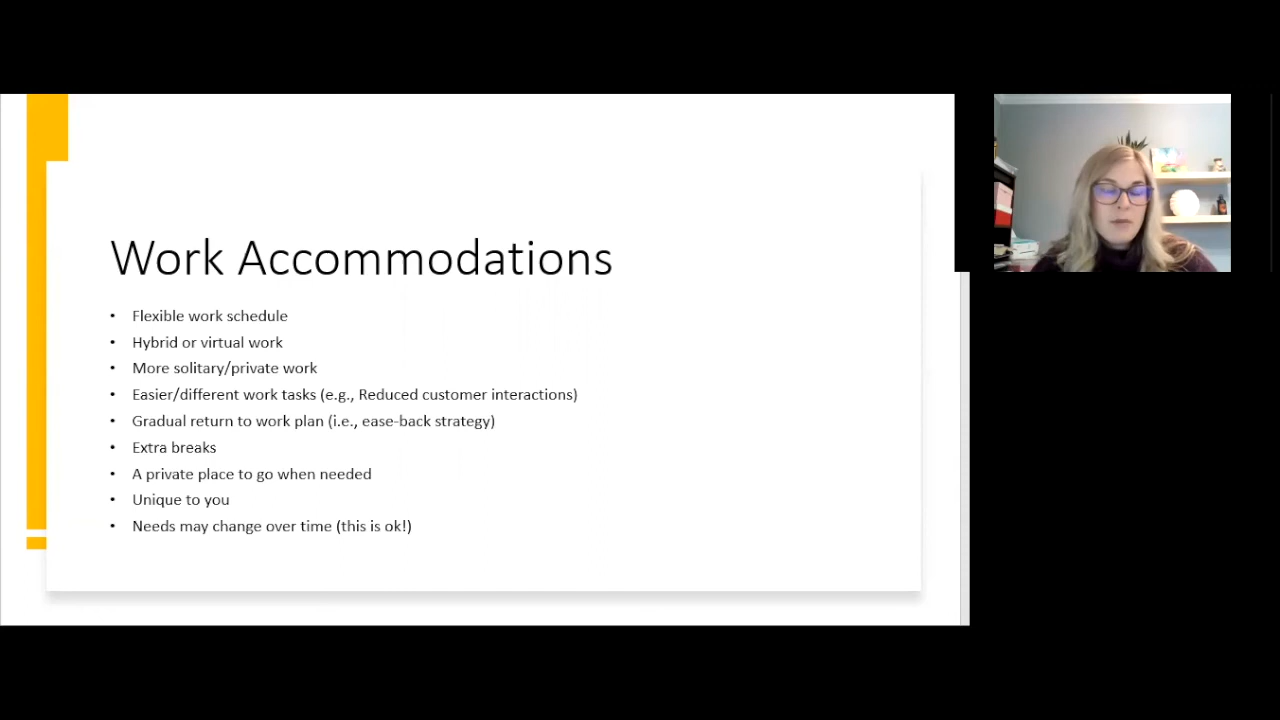 Work Accommodations
• Flexible work schedule
• Hybrid or virtual work
• More solitary/private work
• Easier/different work tasks (e.g., Reduced customer interactions)
• Gradual return to work plan (i.e., ease-back strategy)
• Extra breaks
• A private place to go when needed
• Unique to you
• Needs may change over time (this is ok!)